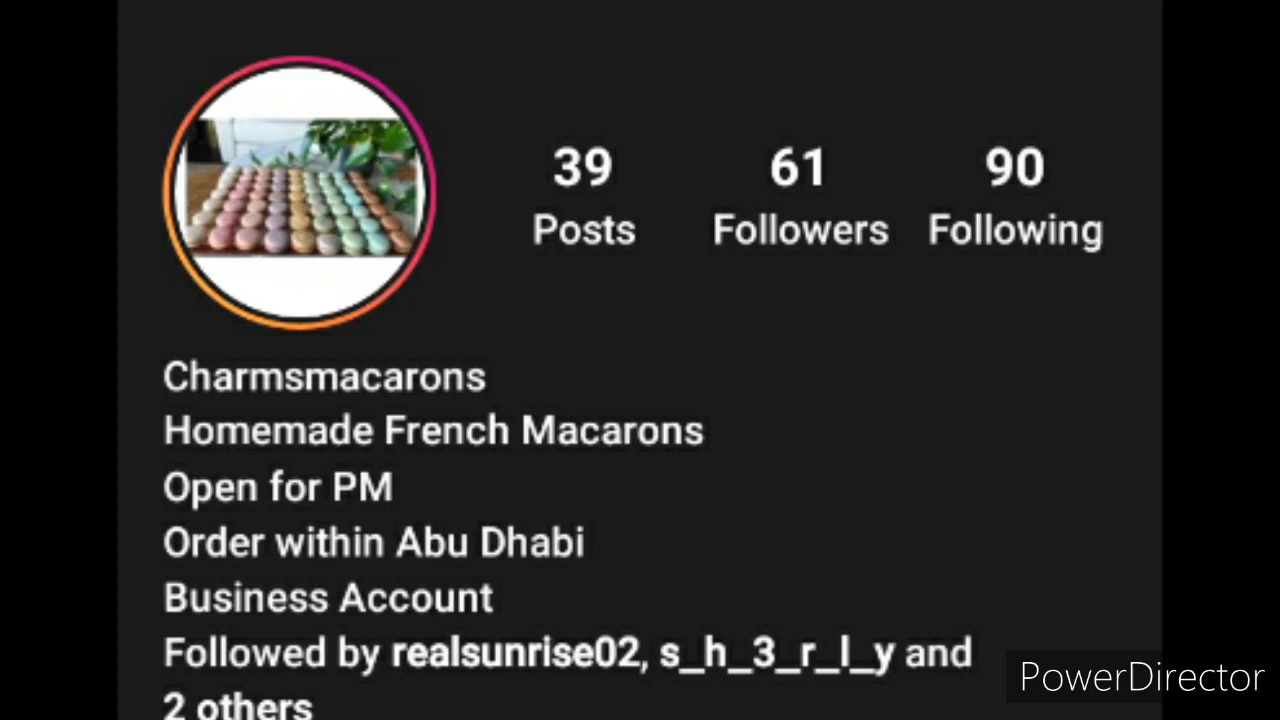 39 61 90
Posts Followers Following
Charmsmacarons
Homemade French Macarons
Open for PM
Order within Abu Dhabi
Business Account
Followed by realsunrise02, s_h_3_r_l_y and
2 others
PowerDirector